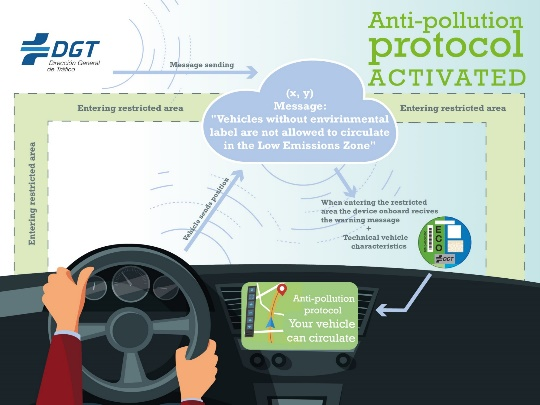 DGT
Dirección General
de Tráfico
Message sending
Anti-pollution
protocol
ACTIVATED
Entering restricted area
Entering restricted area
Entering restricted area
(x, y)
Message:
"Vehicles without envirinmental
label are not allowed to circulate
in the Low Emissions Zone"
Vehicle sends position
When entering the restricted
area the device onboard recives
the warning message
+
Technical vehicle
characteristics
ECO
DGT
Anti-pollution
protocol
Your vehicle
can circulate